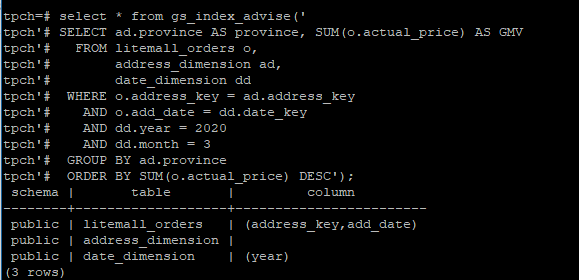 tpch=# select * from gs_index_advise('
tpch'# SELECT ad.province AS province, SUM(o.actual_price) AS GMV
tpch'#   FROM litemall_orders o,
tpch'#        address_dimension ad,
tpch'#        date_dimension dd
tpch'#  WHERE o.address_key = ad.address_key
tpch'#    AND o.add_date = dd.date_key
tpch'#    AND dd.year = 2020
tpch'#    AND dd.month = 3
tpch'#  GROUP BY ad.province
tpch'#  ORDER BY SUM(o.actual_price) DESC');
 schema |       table       |         column
--------+-------------------+------------------------
 public | litemall_orders   | (address_key,add_date)
 public | address_dimension |
 public | date_dimension    | (year)
(3 rows)